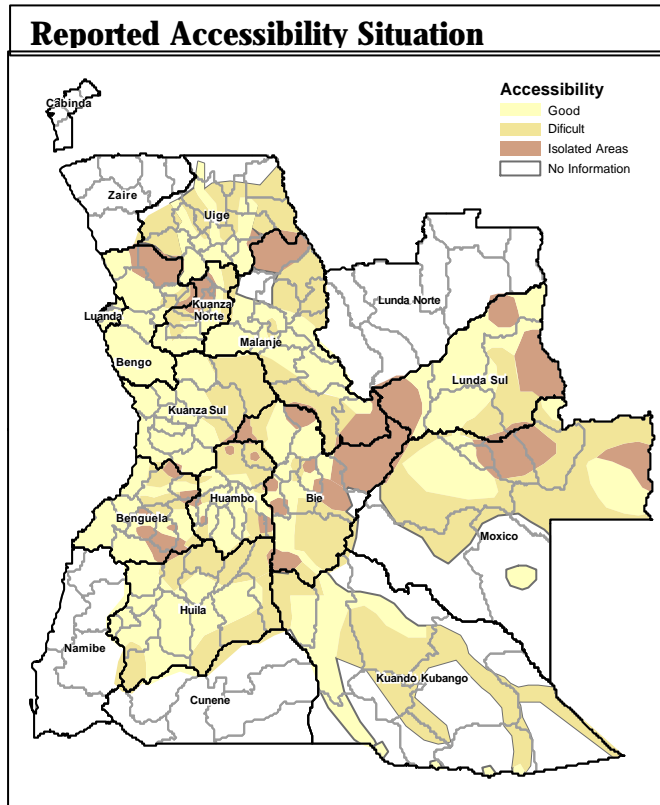 Reported Accessibility Situation
Accessibility
Good
Dificult
Isolated Areas
No Information
Cabinda
Zaire
Uige
Lunda Norte
Luanda
Kuanza
Norte
Malanje
Bengo
Lunda Sul
Kuanza Sul
Huambo
Bie
Benguela
Moxico
Huila
Namibe
Kuando Kubango
Cunene